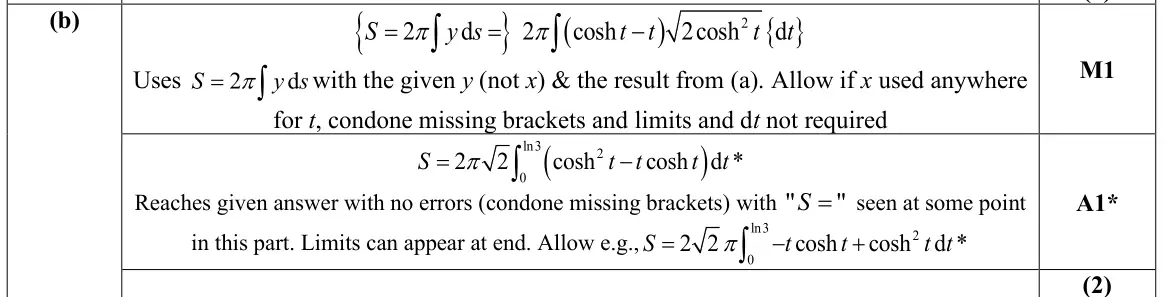 (b)
{S = 2π∫y ds =} 2π∫(cosh t − t)√(2cosh² t) {dt}
Uses S = 2π∫y ds with the given y (not x) & the result from (a). Allow if x used anywhere
for t, condone missing brackets and limits and dt not required
M1
S = 2π√2 ∫₀^ln3 (cosh² t − t cosh t) dt *
Reaches given answer with no errors (condone missing brackets) with "S =" seen at some point
in this part. Limits can appear at end. Allow e.g., S = 2√2 π∫₀^ln3 −t cosh t + cosh² t dt *
A1*
(2)